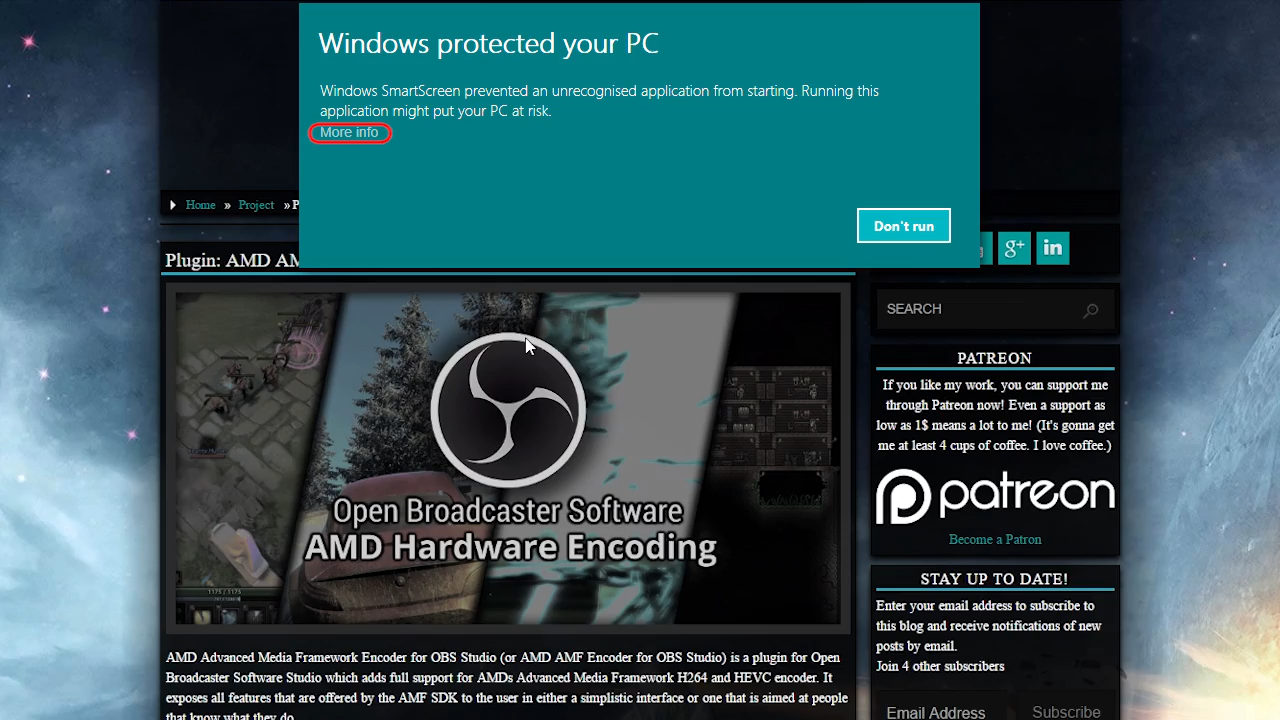 Windows protected your PC
Windows SmartScreen prevented an unrecognised application from starting. Running this
application might put your PC at risk.
More info
Don't run
Home » Project »
Plugin: AMD
g+ in
SEARCH
Open Broadcaster Software
AMD Hardware Encoding
1175 / 1175
AMD Advanced Media Framework Encoder for OBS Studio (or AMD AMF Encoder for OBS Studio) is a plugin for Open
Broadcaster Software Studio which adds full support for AMDs Advanced Media Framework H264 and HEVC encoder. It
exposes all features that are offered by the AMF SDK to the user in either a simplistic interface or one that is aimed at people
that know what they do.
PATREON
If you like my work, you can support me
through Patreon now! Even a support as
low as 1$ means a lot to me! (It's gonna get
me at least 4 cups of coffee. I love coffee.)
patreon
Become a Patron
STAY UP TO DATE!
Enter your email address to subscribe to
this blog and receive notifications of new
posts by email.
Join 4 other subscribers
Email Address
Subscribe